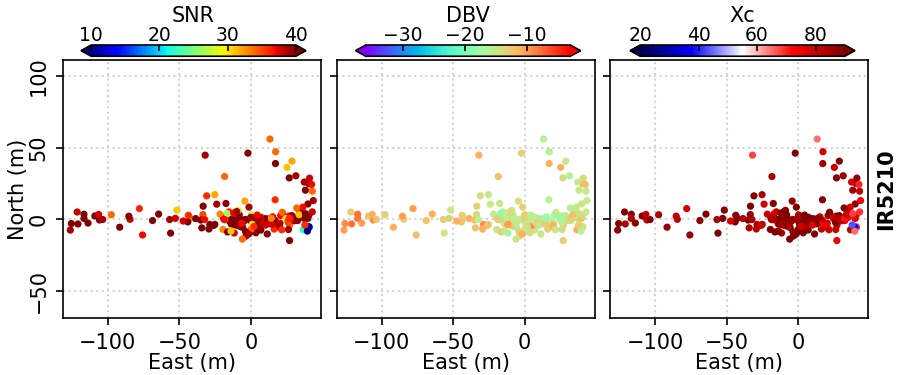 SNR DBV Xc
10 20 30 40 −30 −20 −10 20 40 60 80
100
50
0
−50
North (m)
IR5210
−100 −50 0 −100 −50 0 −100 −50 0
East (m) East (m) East (m)